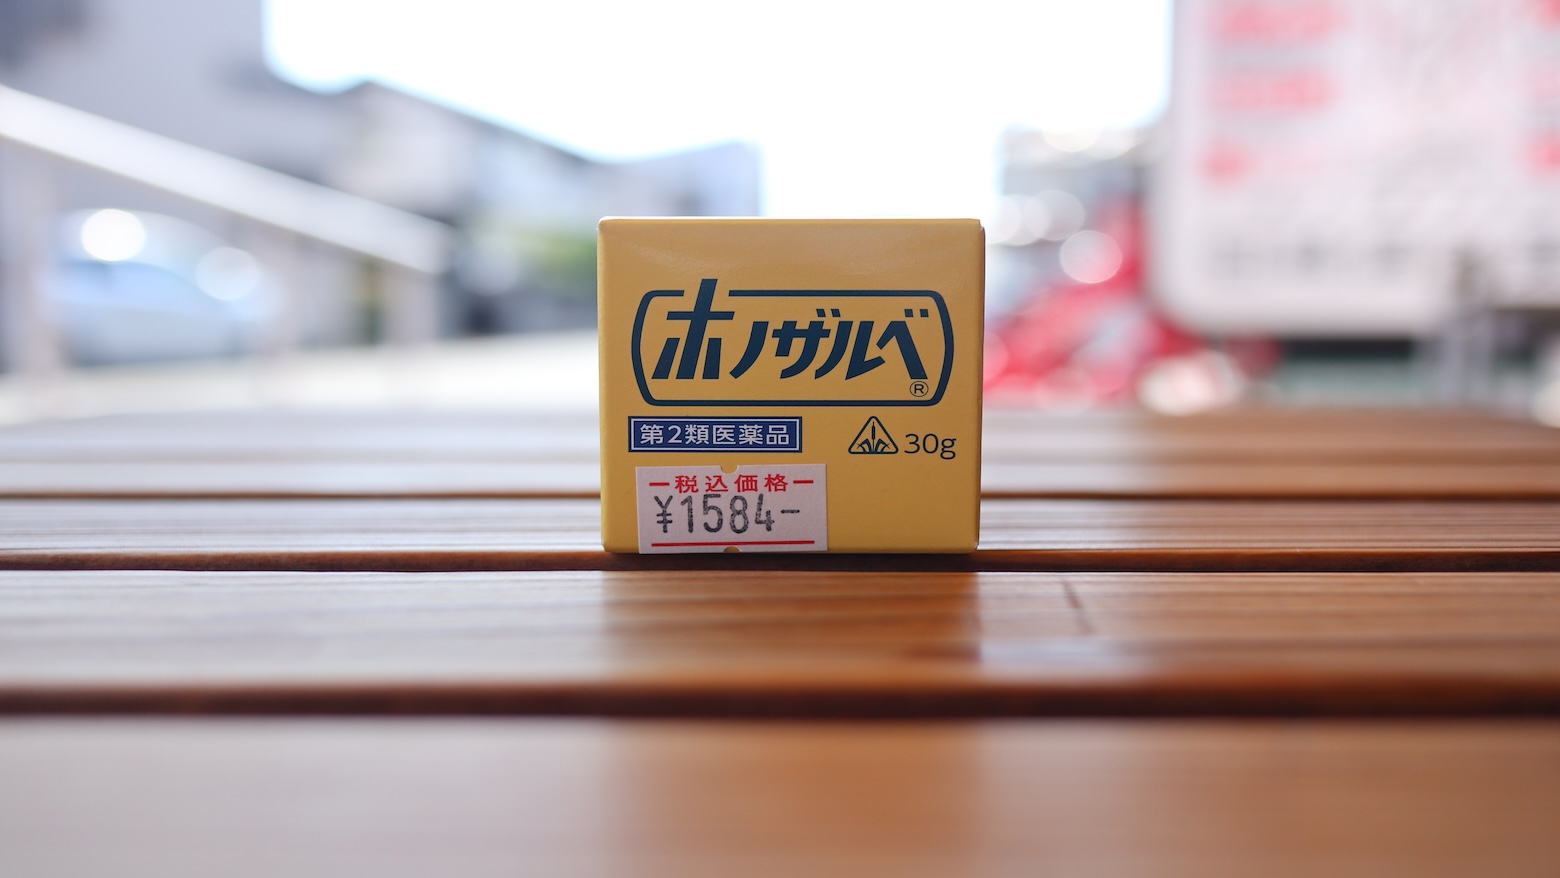 ホノザルベ®
第2類医薬品
30g
税込価格
¥1584-